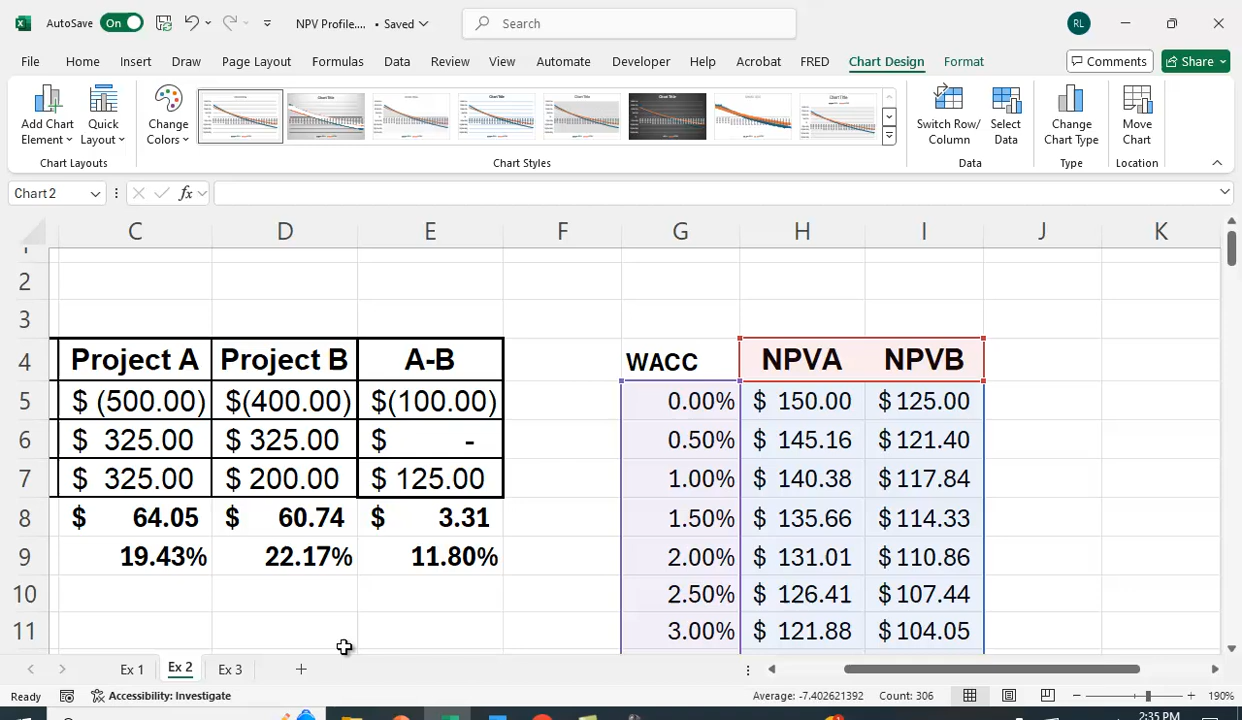 AutoSave On NPV Profile.... • Saved Search RL
File Home Insert Draw Page Layout Formulas Data Review View Automate Developer Help Acrobat FRED Chart Design Format Comments Share
Add Chart Element Quick Layout Change Colors Switch Row/ Column Select Data Change Chart Type Move Chart
Chart Layouts Chart Styles Data Type Location
Chart 2 fx
C D E F G H I J K
2
3
4 Project A Project B A-B WACC NPVA NPVB
5 $ (500.00) $(400.00) $(100.00) 0.00% $ 150.00 $ 125.00
6 $ 325.00 $ 325.00 $ - 0.50% $ 145.16 $ 121.40
7 $ 325.00 $ 200.00 $ 125.00 1.00% $ 140.38 $ 117.84
8 $ 64.05 $ 60.74 $ 3.31 1.50% $ 135.66 $ 114.33
9 19.43% 22.17% 11.80% 2.00% $ 131.01 $ 110.86
10 2.50% $ 126.41 $ 107.44
11 3.00% $ 121.88 $ 104.05
Ex 1 Ex 2 Ex 3
Ready Accessibility: Investigate Average: -7.402621392 Count: 306 190%
2:35 PM